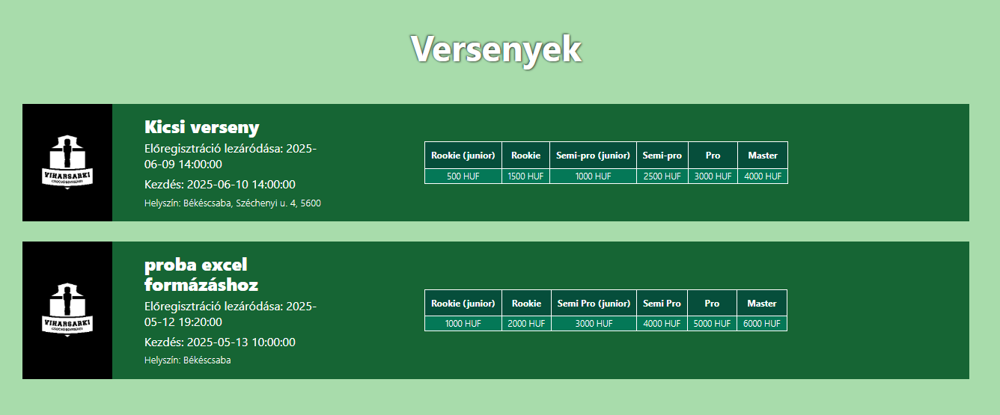 Versenyek
VIHARSARKI
Kicsi verseny
Előregisztráció lezáródása: 2025-
06-09 14:00:00
Kezdés: 2025-06-10 14:00:00
Helyszín: Békéscsaba, Széchenyi u. 4, 5600
Rookie (junior) Rookie Semi-pro (junior) Semi-pro Pro Master
500 HUF 1500 HUF 1000 HUF 2500 HUF 3000 HUF 4000 HUF
VIHARSARKI
proba excel
formázáshoz
Előregisztráció lezáródása: 2025-
05-12 19:20:00
Kezdés: 2025-05-13 10:00:00
Helyszín: Békéscsaba
Rookie (junior) Rookie Semi Pro (junior) Semi Pro Pro Master
1000 HUF 2000 HUF 3000 HUF 4000 HUF 5000 HUF 6000 HUF